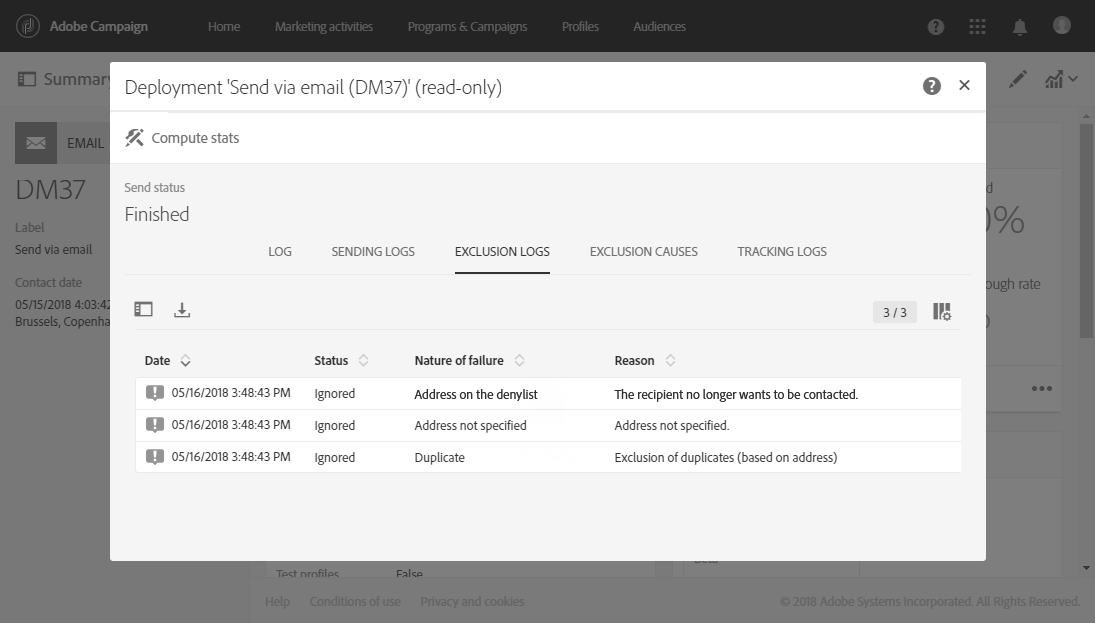 Adobe Campaign Home Marketing activities Programs & Campaigns Profiles Audiences
Summary
Deployment 'Send via email (DM37)' (read-only)
Compute stats
EMAIL
DM37
Label
Send via email
Contact date
05/15/2018 4:03:42
Brussels,
Send status
Finished
LOG SENDING LOGS EXCLUSION LOGS EXCLUSION CAUSES TRACKING LOGS
3 / 3
Date Status Nature of failure Reason
05/16/2018 3:48:43 PM Ignored Address on the denylist The recipient no longer wants to be contacted.
05/16/2018 3:48:43 PM Ignored Address not specified Address not specified.
05/16/2018 3:48:43 PM Ignored Duplicate Exclusion of duplicates (based on address)
rate
Test profiles False
Help Conditions of use Privacy and cookies © 2018 Adobe Systems Incorporated. All Rights Reserved.